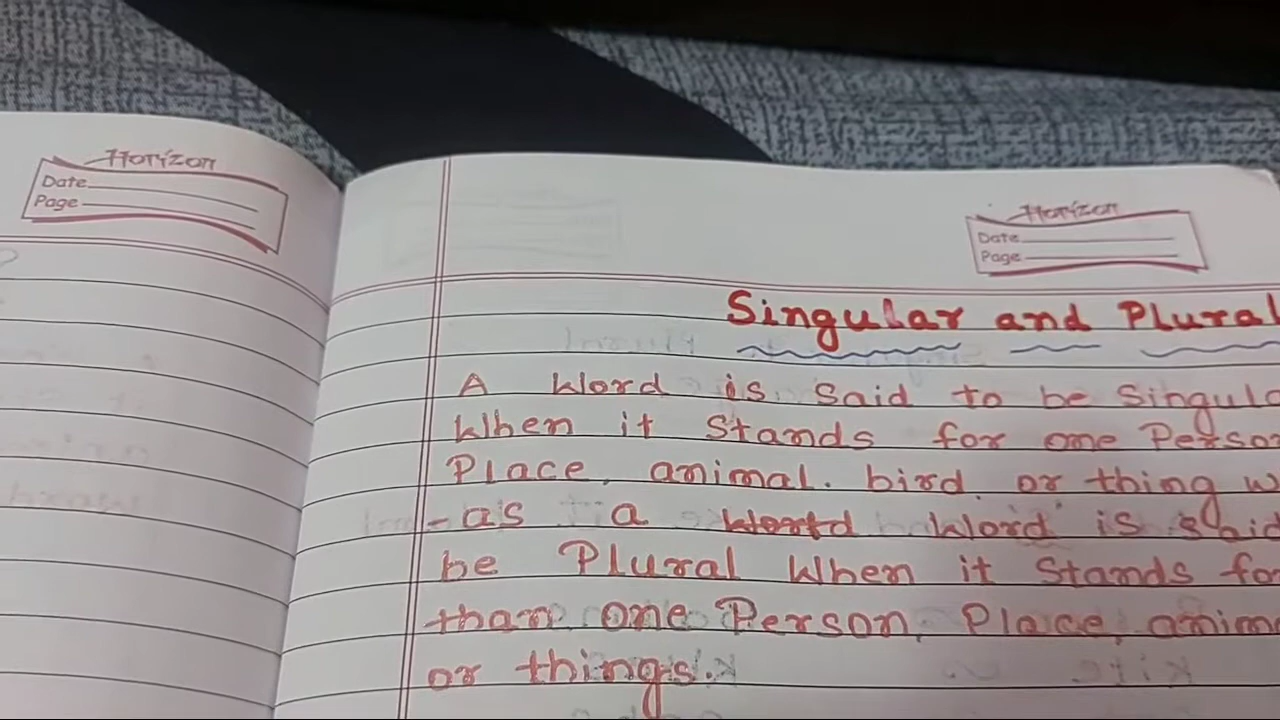 Horizon
Date
Page
Horizon
Date
Page
Singular and Plural
A Word is Said to be Singula
When it Stands for one Person
Place, animal. bird. or thing w
-as a word Word is said
be Plural When it Stands for
than one Person, Place, anima
or things.